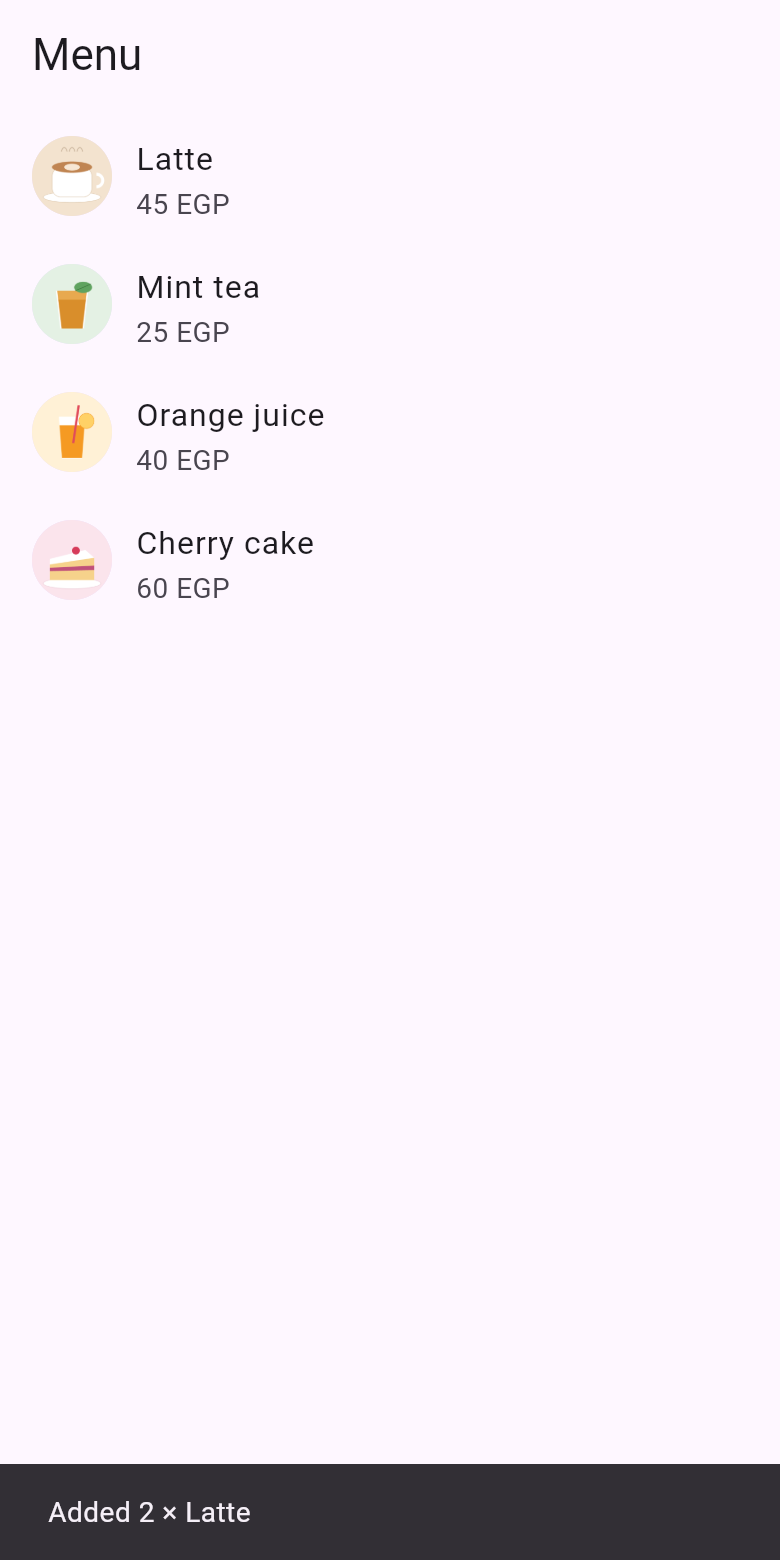 Menu
Latte
45 EGP
Mint tea
25 EGP
Orange juice
40 EGP
Cherry cake
60 EGP
Added 2 × Latte